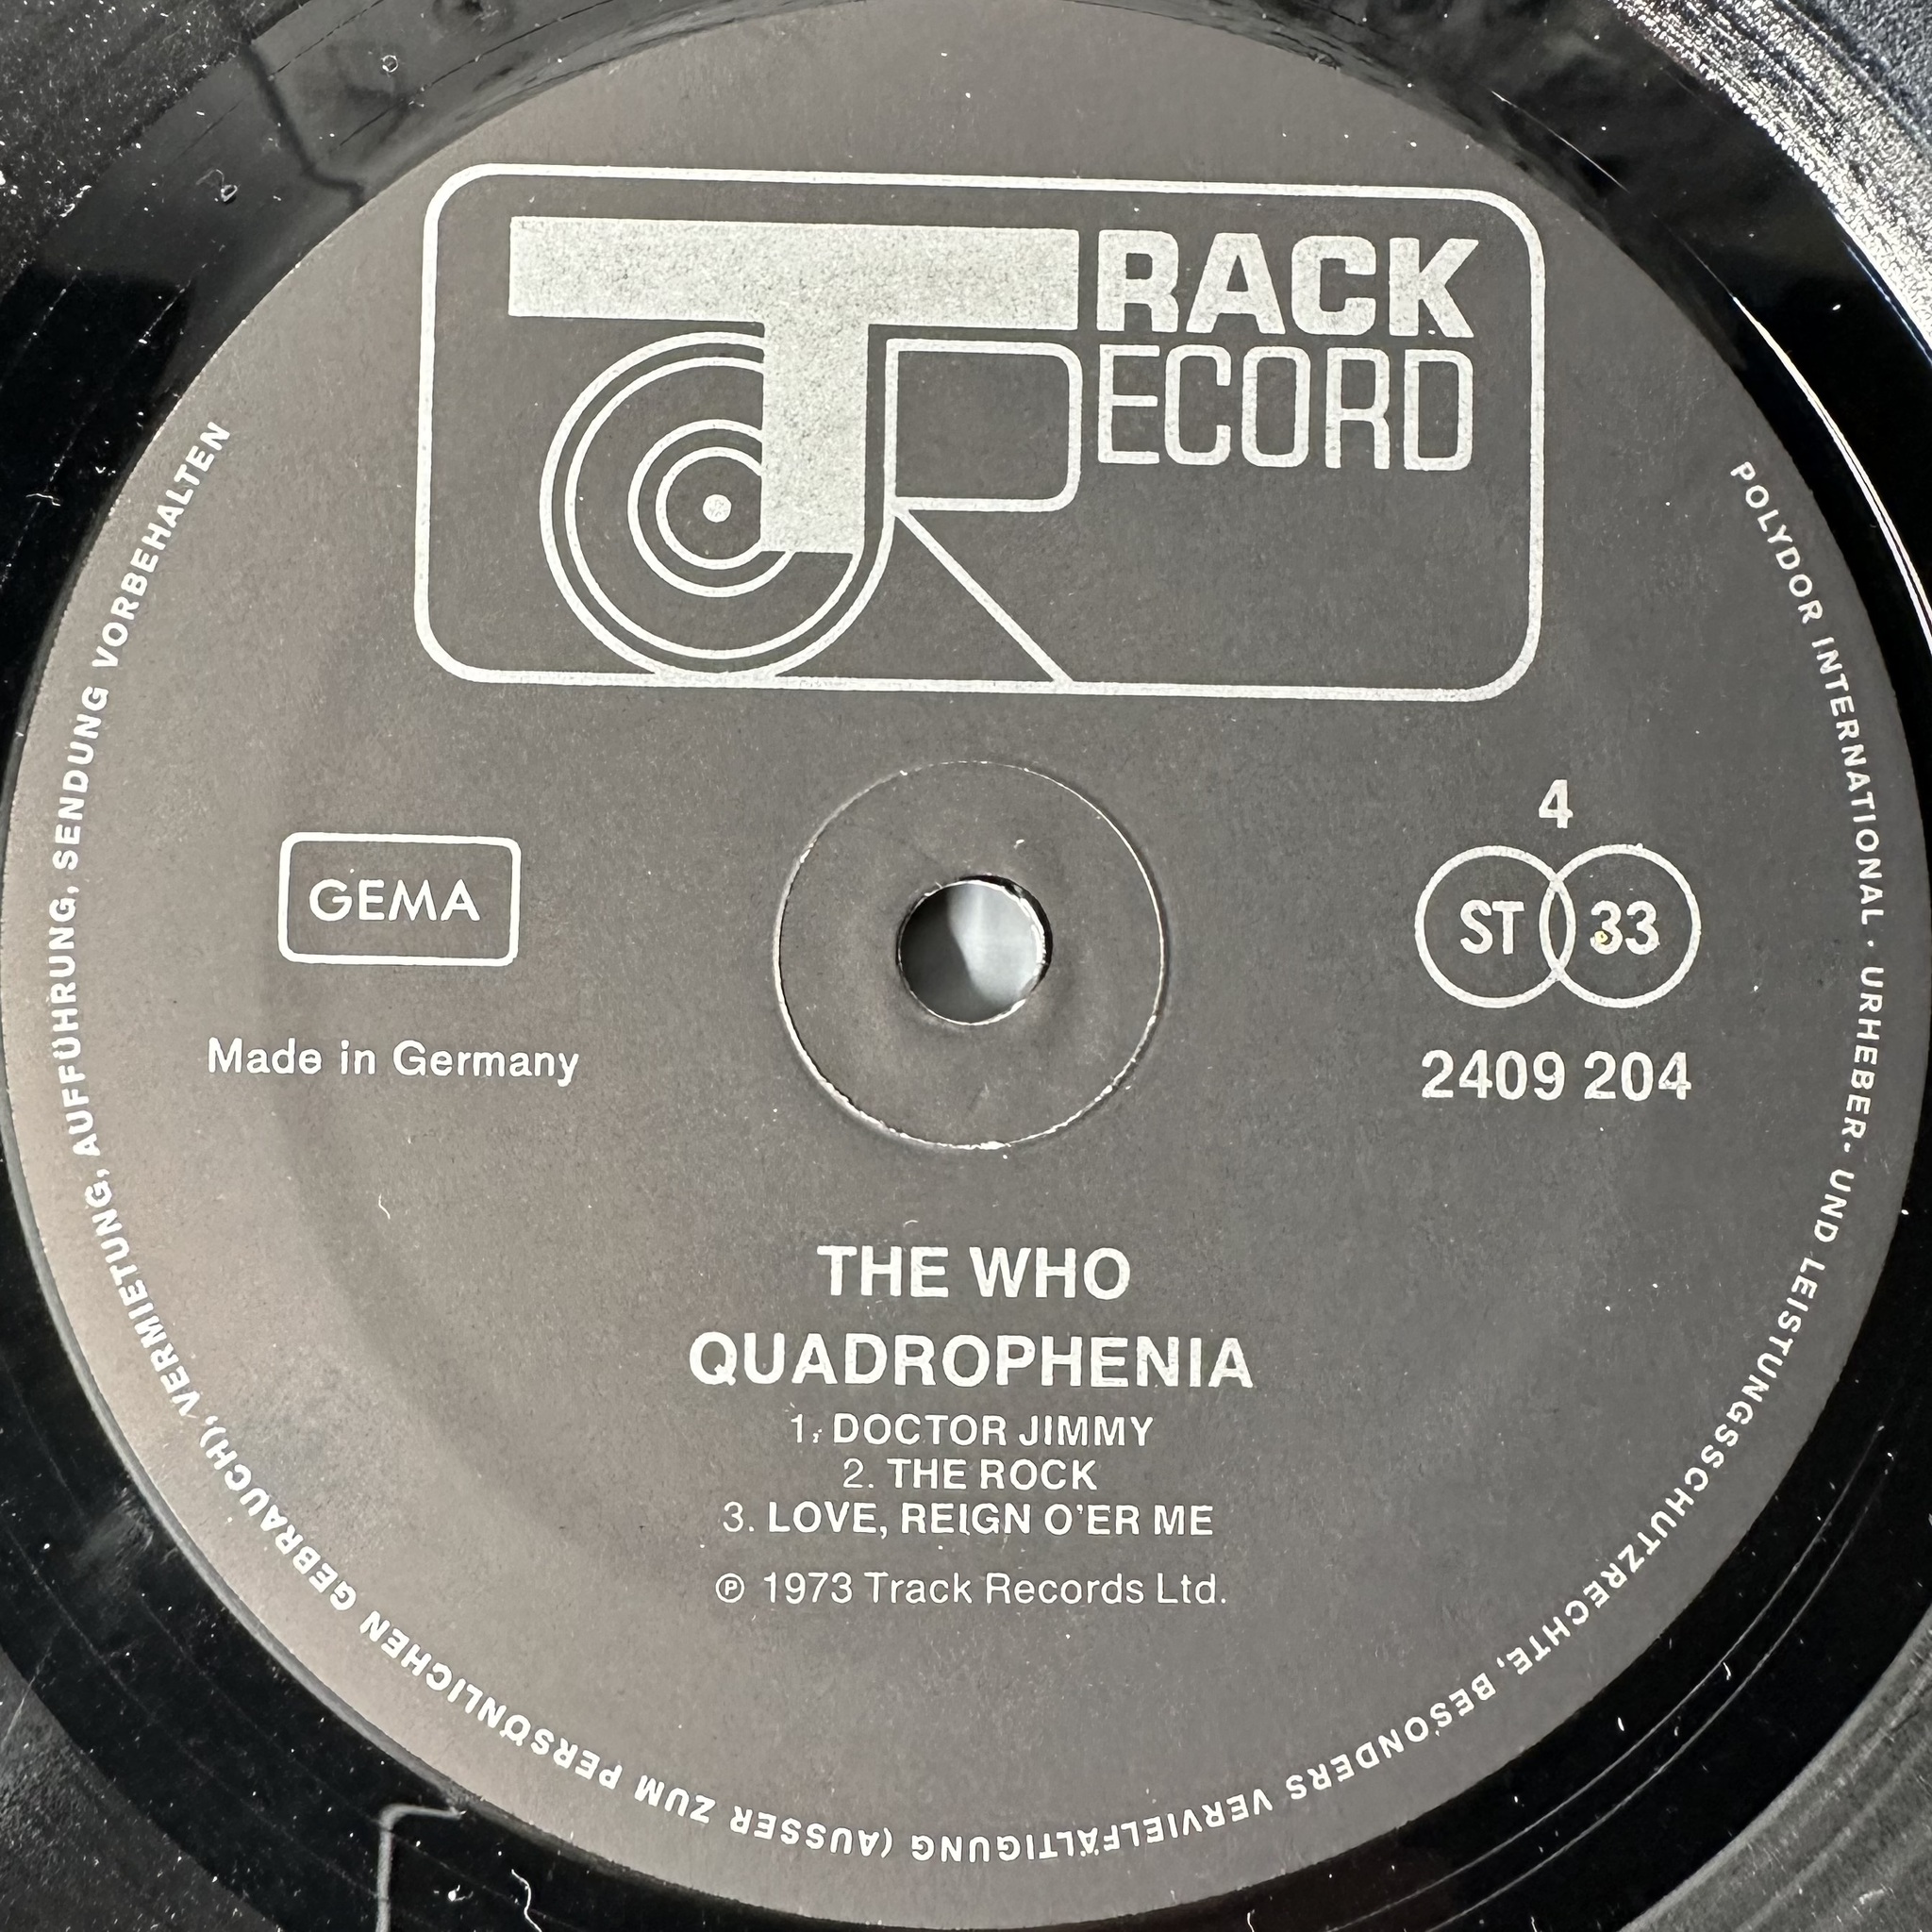 TRACK
RECORD
4
GEMA
ST 33
Made in Germany
2409 204
THE WHO
QUADROPHENIA
1. DOCTOR JIMMY
2. THE ROCK
3. LOVE, REIGN O'ER ME
℗ 1973 Track Records Ltd.
POLYDOR INTERNATIONAL · URHEBER- UND LEISTUNGSSCHUTZRECHTE, BESONDERS VERVIELFÄLTIGUNG (AUSSER ZUM PERSÖNLICHEN GEBRAUCH), VERMIETUNG, AUFFÜHRUNG, SENDUNG VORBEHALTEN